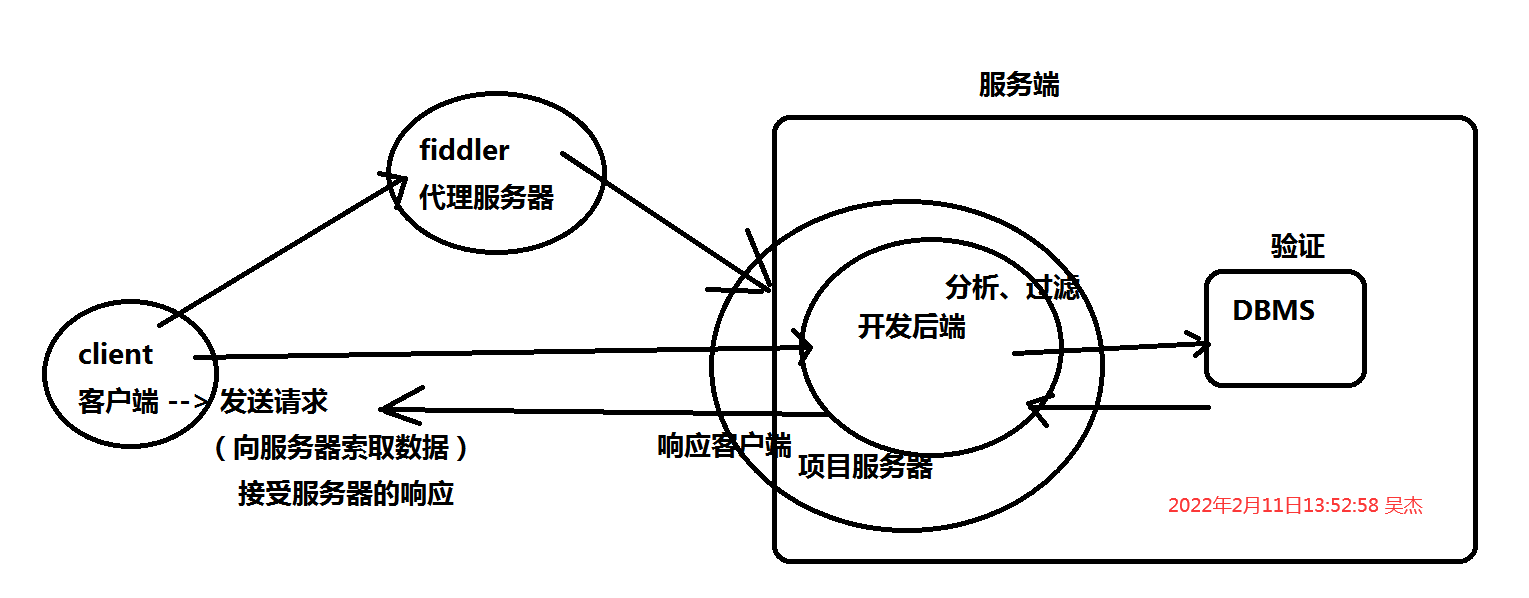 服务端
fiddler
代理服务器
验证
分析、过滤
DBMS
开发后端
client
客户端 --> 发送请求
（向服务器索取数据）
接受服务器的响应
响应客户端
项目服务器
2022年2月11日13:52:58 吴杰